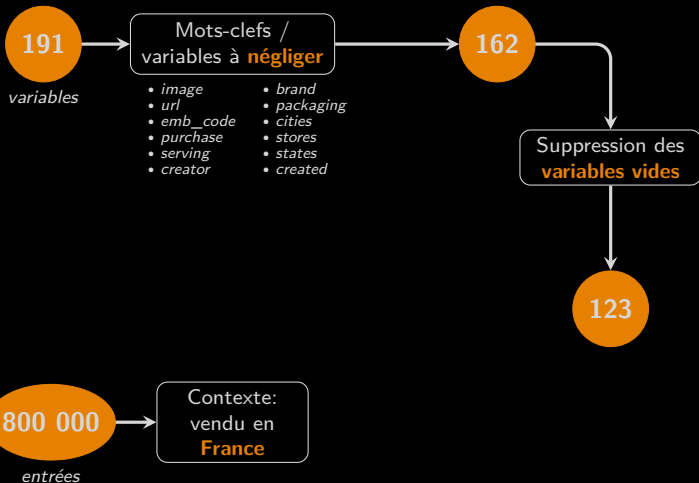 191
variables
Mots-clefs /
variables à négliger
• image
• url
• emb_code
• purchase
• serving
• creator
• brand
• packaging
• cities
• stores
• states
• created
162
Suppression des
variables vides
123
800 000
entrées
Contexte:
vendu en
France